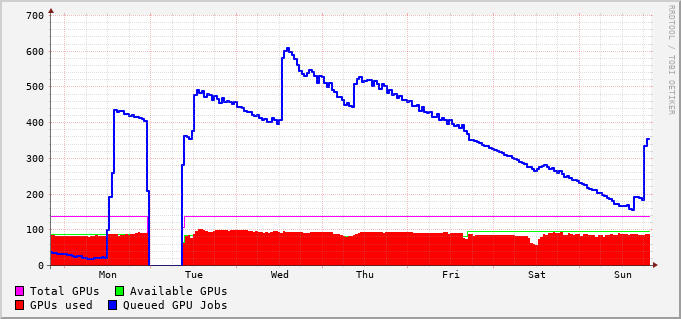 700
600
500
400
300
200
100
0
Mon Tue Wed Thu Fri Sat Sun
RRDTOOL / TOBI OETIKER
Total GPUs Available GPUs
GPUs used Queued GPU Jobs